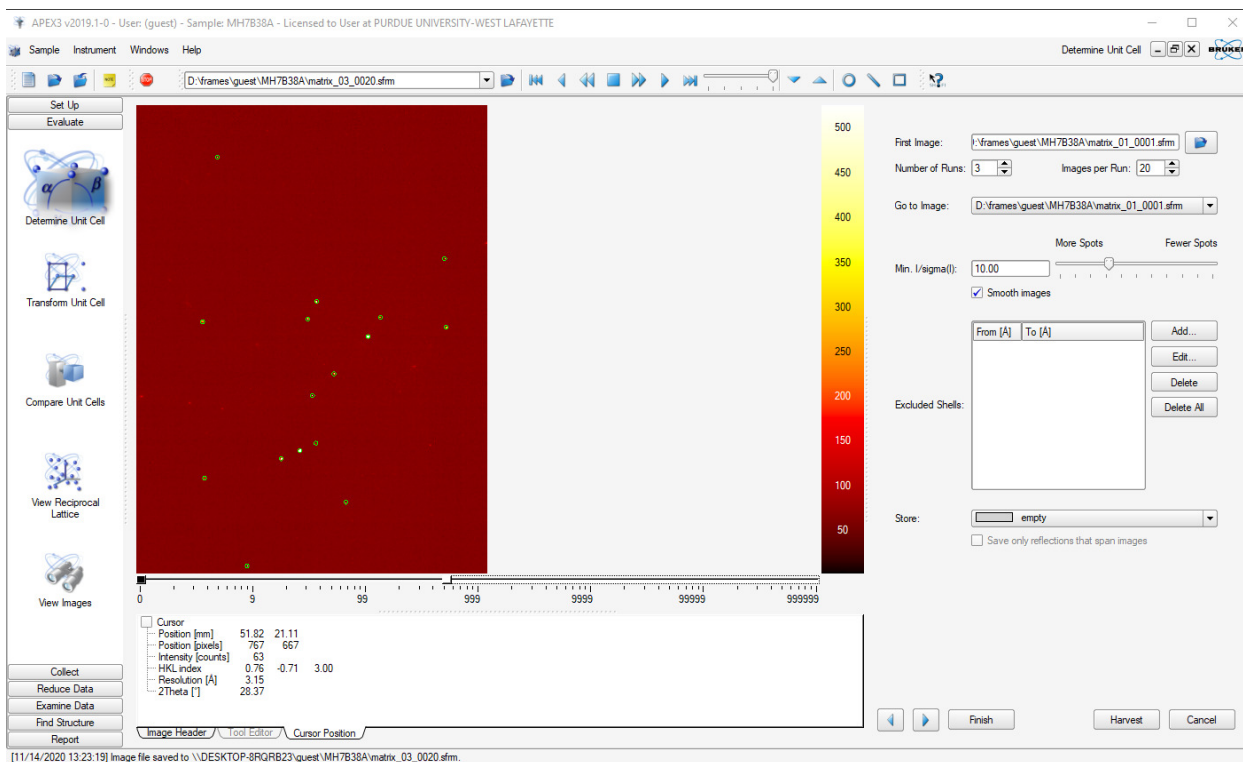 APEX3 v2019.1-0 - User: (guest) - Sample: MH7B38A - Licensed to User at PURDUE UNIVERSITY-WEST LAFAYETTE
Sample Instrument Windows Help Determine Unit Cell BRUKER
D:\frames\guest\MH7B38A\matrix_03_0020.sfrm
Set Up
Evaluate
α β
Determine Unit Cell
Transform Unit Cell
Compare Unit Cells
View Reciprocal
Lattice
View Images
Collect
Reduce Data
Examine Data
Find Structure
Report
500
450
400
350
300
250
200
150
100
50
0 9 99 999 9999 99999 999999
Cursor
Position [mm] 51.82 21.11
Position [pixels] 767 667
Intensity [counts] 63
HKL index 0.76 -0.71 3.00
Resolution [Å] 3.15
2Theta [°] 28.37
Image Header Tool Editor Cursor Position
First Image: ):\frames\guest\MH7B38A\matrix_01_0001.sfrm
Number of Runs: 3 Images per Run: 20
Go to Image: D:\frames\guest\MH7B38A\matrix_01_0001.sfrm
More Spots Fewer Spots
Min. I/sigma(I): 10.00
Smooth images
From [Å] To [Å]
Add...
Edit...
Delete
Excluded Shells: Delete All
Store: empty
Save only reflections that span images
Finish Harvest Cancel
[11/14/2020 13:23:19] Image file saved to \\DESKTOP-8RQRB23\guest\MH7B38A\matrix_03_0020.sfrm.